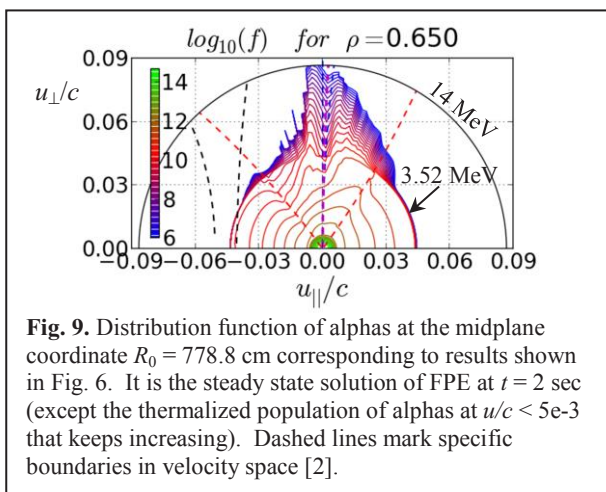 log₁₀(f) for ρ=0.650
u⊥/c
0.09
0.06
0.03
0.00
14
12
10
8
6
14 MeV
3.52 MeV
−0.09 −0.06 −0.03 0.00 0.03 0.06 0.09
u||/c
Fig. 9. Distribution function of alphas at the midplane
coordinate R₀ = 778.8 cm corresponding to results shown
in Fig. 6. It is the steady state solution of FPE at t = 2 sec
(except the thermalized population of alphas at u/c < 5e-3
that keeps increasing). Dashed lines mark specific
boundaries in velocity space [2].